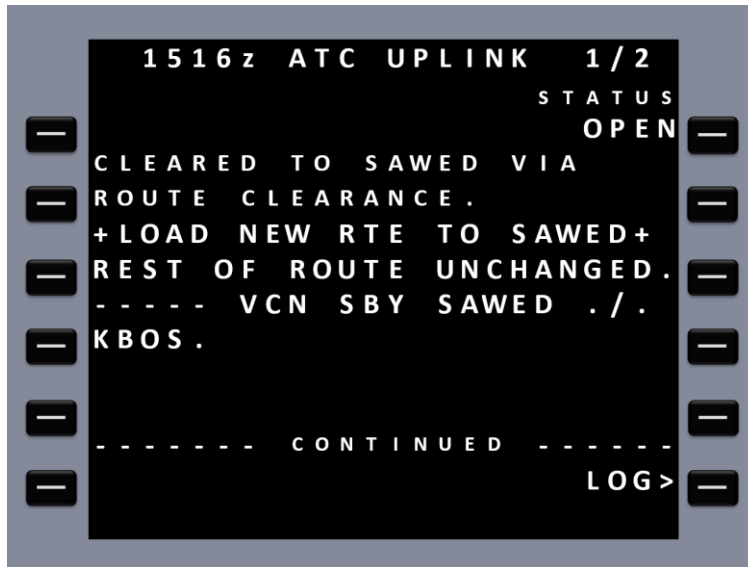 1516z ATC UPLINK 1/2
STATUS
OPEN
CLEARED TO SAWED VIA
ROUTE CLEARANCE.
+LOAD NEW RTE TO SAWED+
REST OF ROUTE UNCHANGED.
----- VCN SBY SAWED ./.
KBOS.
------- CONTINUED ------
LOG>